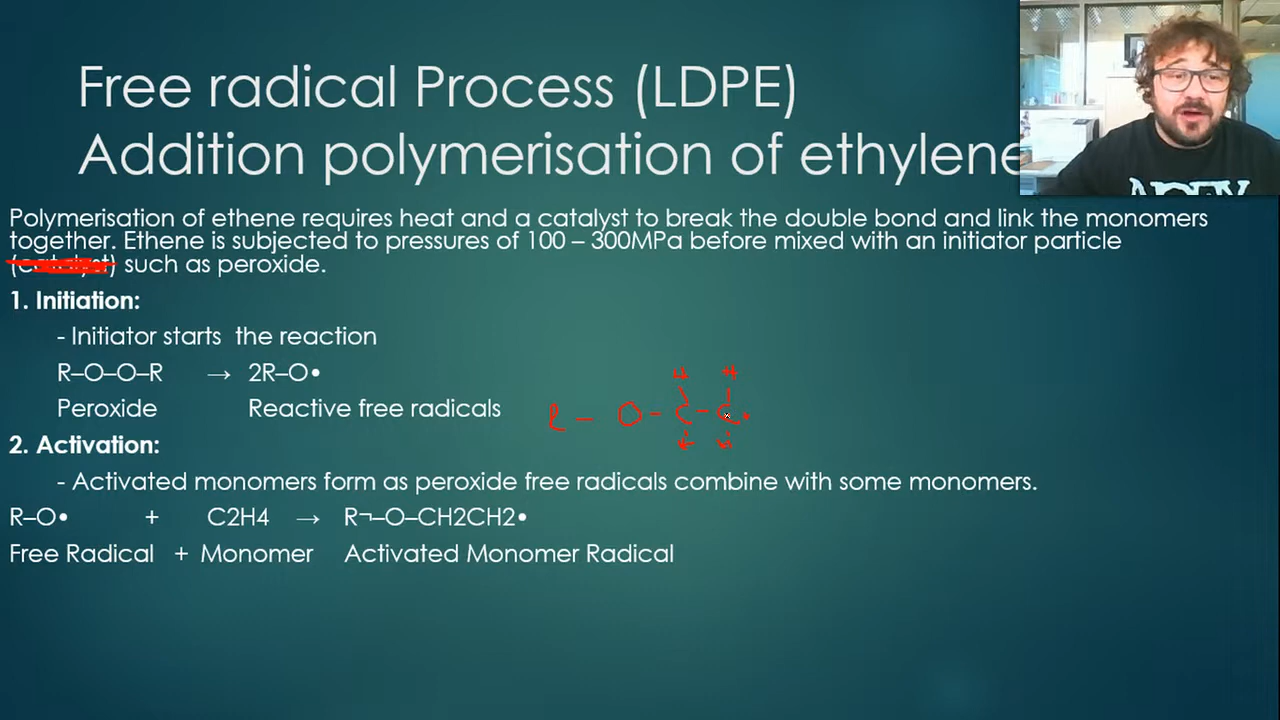 Free radical Process (LDPE)
Addition polymerisation of ethylene
Polymerisation of ethene requires heat and a catalyst to break the double bond and link the monomers
together. Ethene is subjected to pressures of 100 – 300MPa before mixed with an initiator particle
(catalyst) such as peroxide.
1. Initiation:
- Initiator starts the reaction
R–O–O–R → 2R–O•
Peroxide Reactive free radicals
H H
R – O – C – C •
H H
2. Activation:
- Activated monomers form as peroxide free radicals combine with some monomers.
R–O• + C2H4 → R¬–O–CH2CH2•
Free Radical + Monomer Activated Monomer Radical